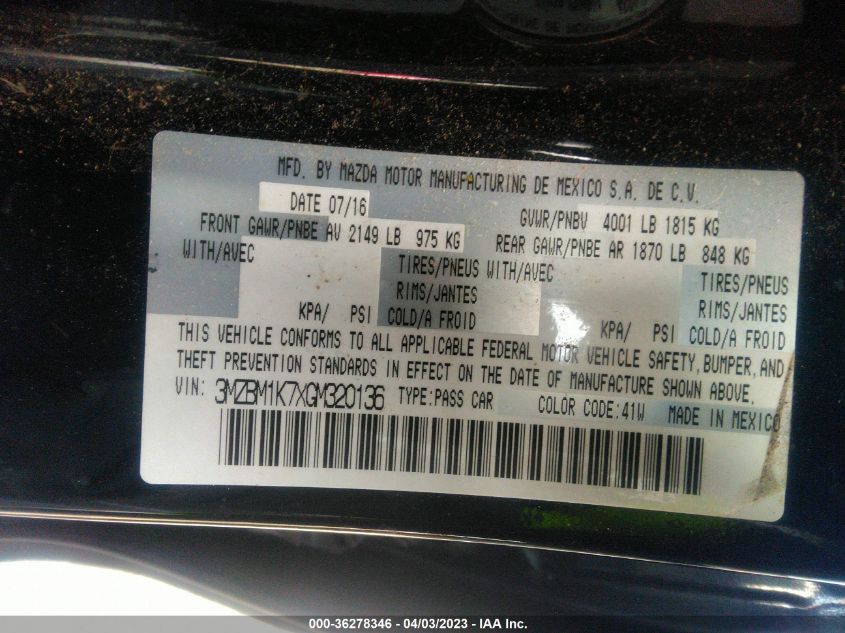 MFD. BY MAZDA MOTOR MANUFACTURING DE MEXICO S.A. DE C.V.
DATE 07/16 GVWR/PNBV 4001 LB 1815 KG
FRONT GAWR/PNBE AV 2149 LB 975 KG REAR GAWR/PNBE AR 1870 LB 848 KG
WITH/AVEC TIRES/PNEUS WITH/AVEC TIRES/PNEUS
RIMS/JANTES RIMS/JANTES
KPA/ PSI COLD/A FROID KPA/ PSI COLD/A FROID
THIS VEHICLE CONFORMS TO ALL APPLICABLE FEDERAL MOTOR VEHICLE SAFETY, BUMPER, AND
THEFT PREVENTION STANDARDS IN EFFECT ON THE DATE OF MANUFACTURE SHOWN ABOVE.
VIN: 3MZBM1K7XGM320136 TYPE:PASS CAR COLOR CODE:41W MADE IN MEXICO
000-36278346 - 04/03/2023 - IAA Inc.